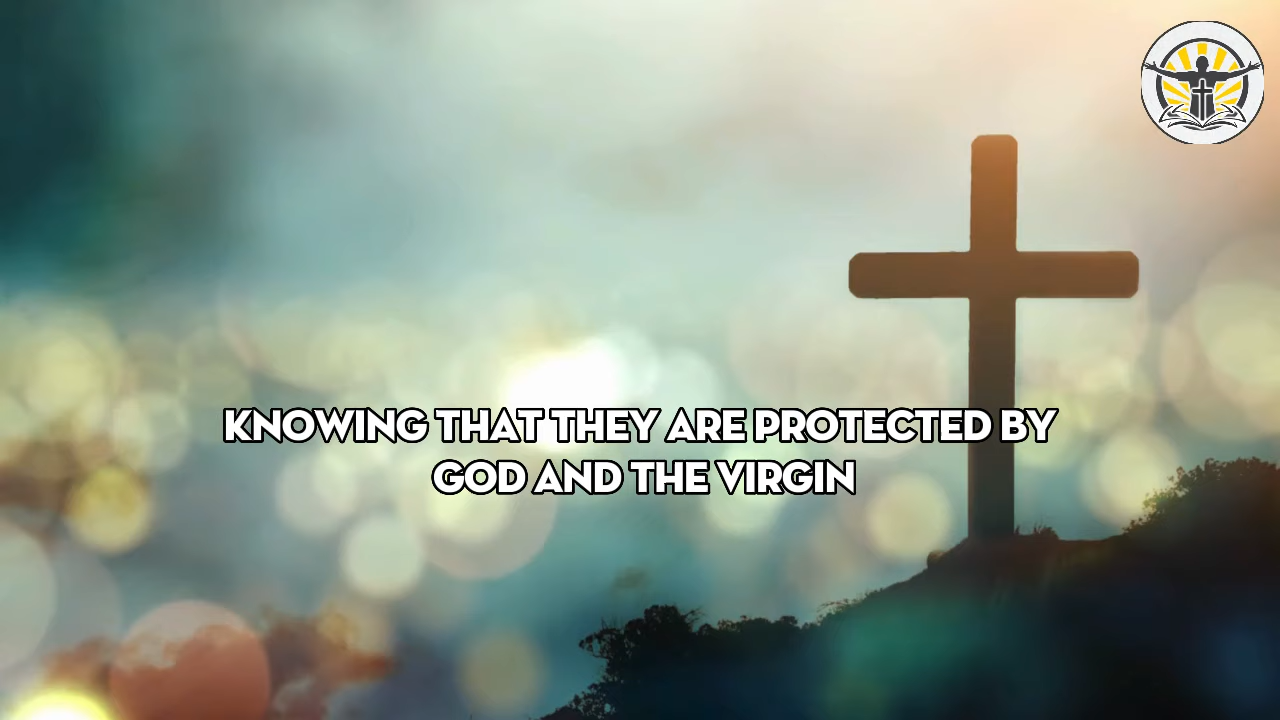 KNOWING THAT THEY ARE PROTECTED BY
GOD AND THE VIRGIN